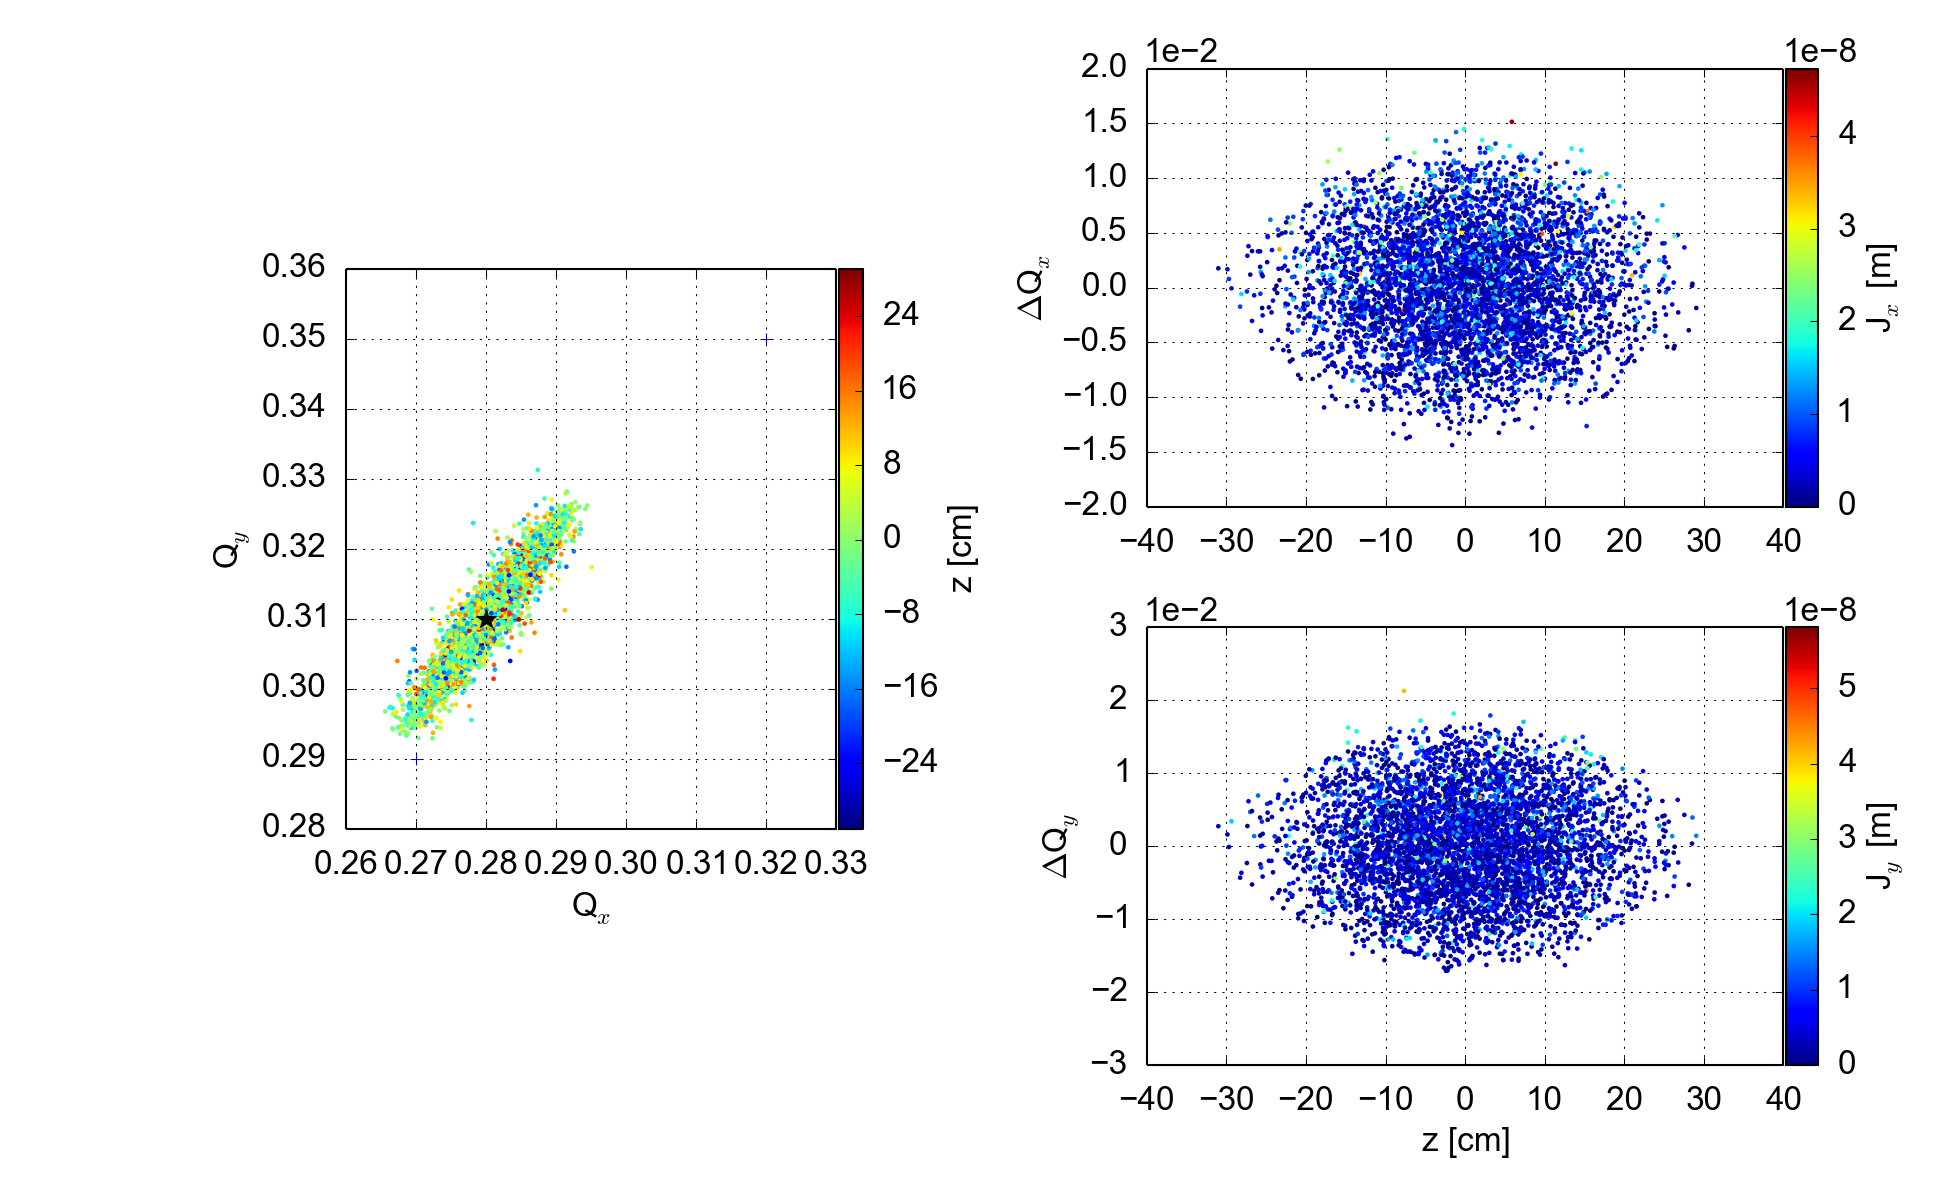 0.36
0.35
0.34
0.33
0.32
0.31
0.30
0.29
0.28
Q_y
0.26 0.27 0.28 0.29 0.30 0.31 0.32 0.33
Q_x
24
16
8
0
−8
−16
−24
z [cm]
1e−2
2.0
1.5
1.0
0.5
0.0
−0.5
−1.0
−1.5
−2.0
ΔQ_x
−40 −30 −20 −10 0 10 20 30 40
1e−8
4
3
2
1
0
J_x [m]
1e−2
3
2
1
0
−1
−2
−3
ΔQ_y
−40 −30 −20 −10 0 10 20 30 40
z [cm]
1e−8
5
4
3
2
1
0
J_y [m]